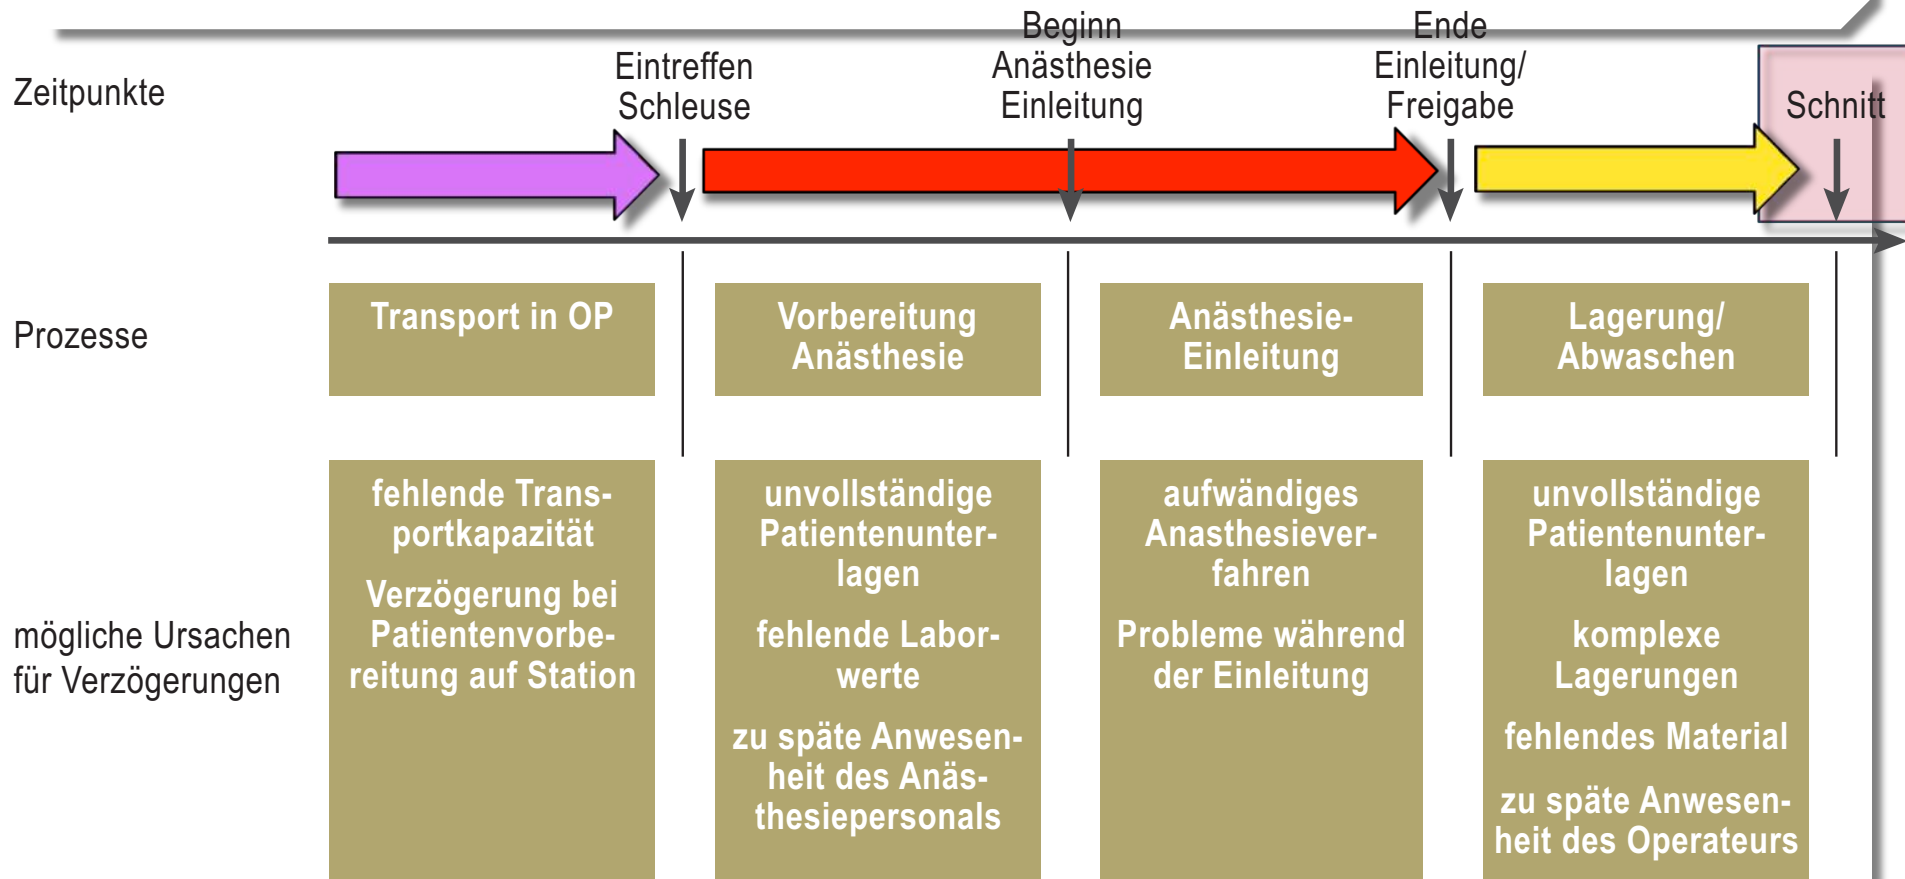 Zeitpunkte
Eintreffen
Schleuse
Beginn
Anästhesie
Einleitung
Ende
Einleitung/
Freigabe
Schnitt
Prozesse
Transport in OP
Vorbereitung
Anästhesie
Anästhesie-
Einleitung
Lagerung/
Abwaschen
mögliche Ursachen
für Verzögerungen
fehlende Trans-
portkapazität
Verzögerung bei
Patientenvorbe-
reitung auf Station
unvollständige
Patientenunter-
lagen
fehlende Labor-
werte
zu späte Anwesen-
heit des Anäs-
thesiepersonals
aufwändiges
Anasthesiever-
fahren
Probleme während
der Einleitung
unvollständige
Patientenunter-
lagen
komplexe
Lagerungen
fehlendes Material
zu späte Anwesen-
heit des Operateurs